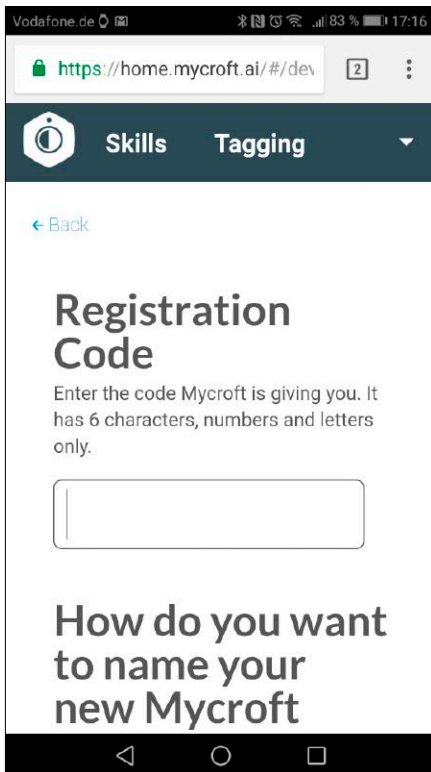 Vodafone.de 83 % 17:16
https://home.mycroft.ai/#/dev 2
Skills Tagging
← Back
Registration
Code
Enter the code Mycroft is giving you. It
has 6 characters, numbers and letters
only.
How do you want
to name your
new Mycroft